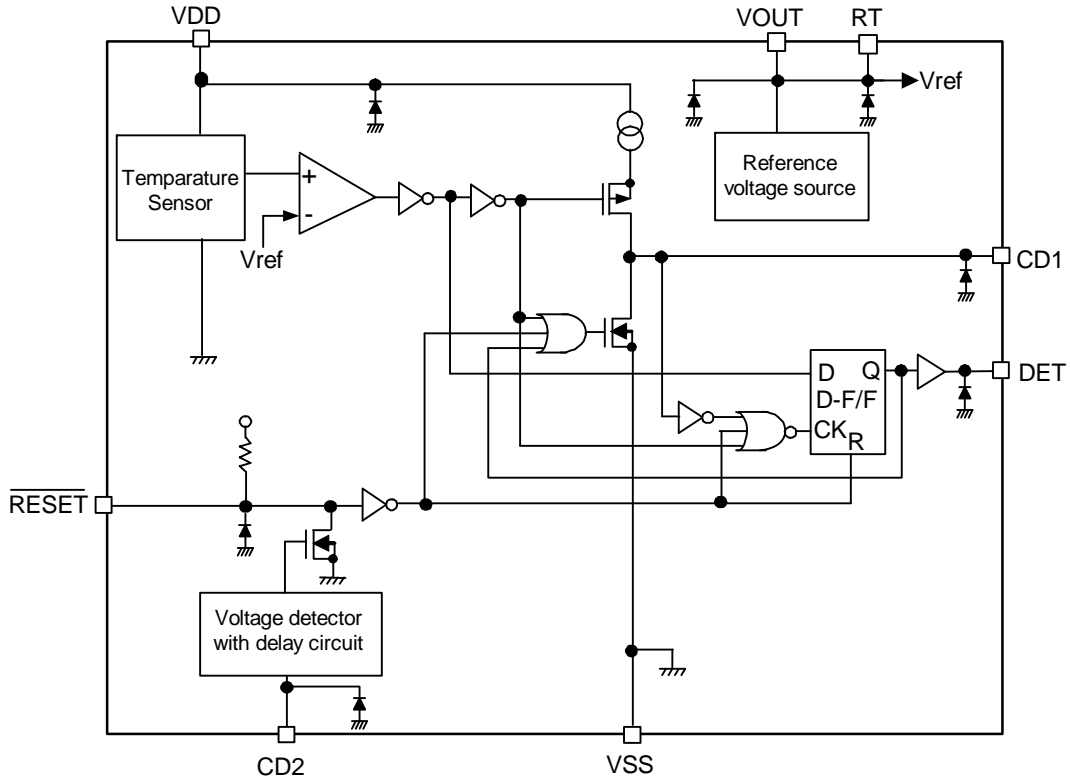 VDD
VOUT
RT
Vref
Temparature
Sensor
+
-
Vref
Reference
voltage source
CD1
D
Q
D-F/F
CK
R
DET
RESET
Voltage detector
with delay circuit
CD2
VSS